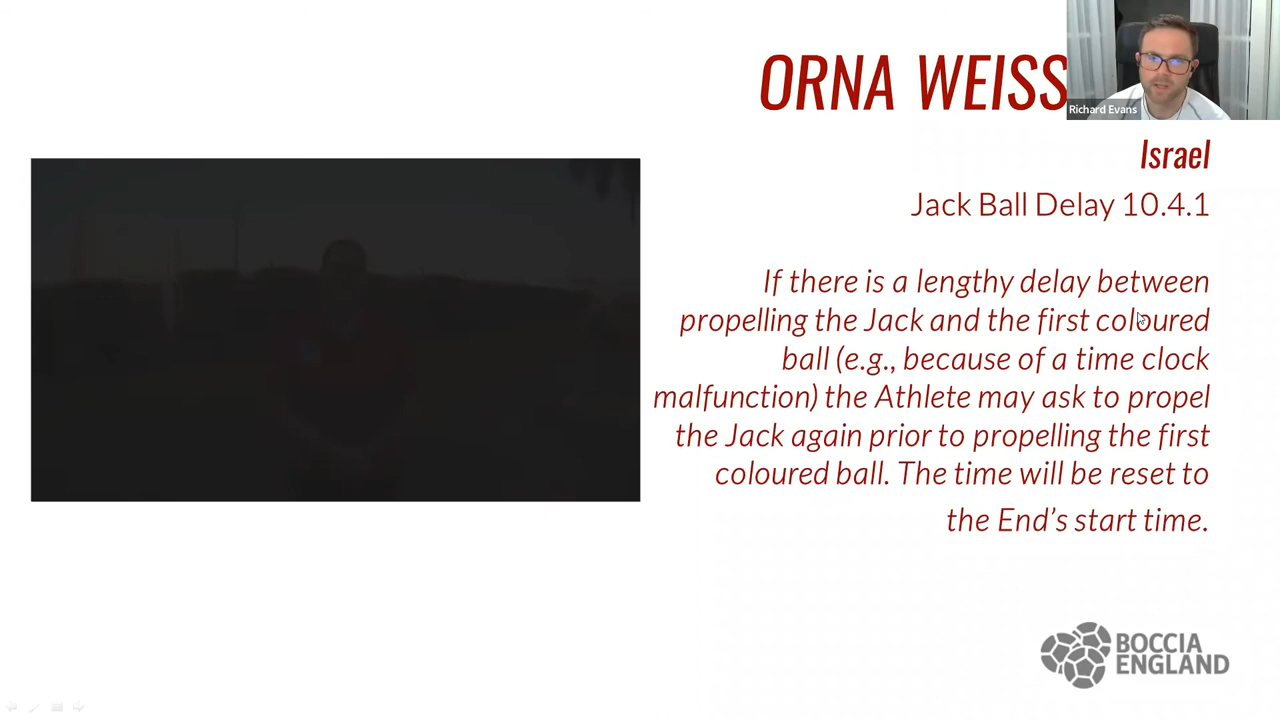 ORNA WEISS
Richard Evans
Israel
Jack Ball Delay 10.4.1
If there is a lengthy delay between
propelling the Jack and the first coloured
ball (e.g., because of a time clock
malfunction) the Athlete may ask to propel
the Jack again prior to propelling the first
coloured ball. The time will be reset to
the End’s start time.
BOCCIA
ENGLAND